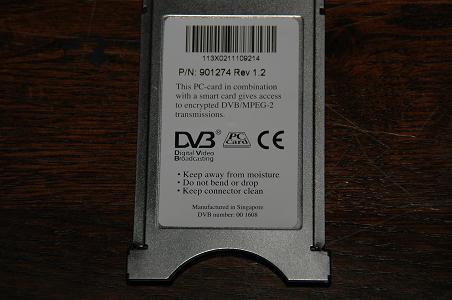 113X0211109214
P/N: 901274 Rev 1.2
This PC-card in combination
with a smart card gives access
to encrypted DVB/MPEG-2
transmissions.
DVB PC Card CE
Digital Video
Broadcasting
• Keep away from moisture
• Do not bend or drop
• Keep connector clean
Manufactured in Singapore
DVB number: 00 1608